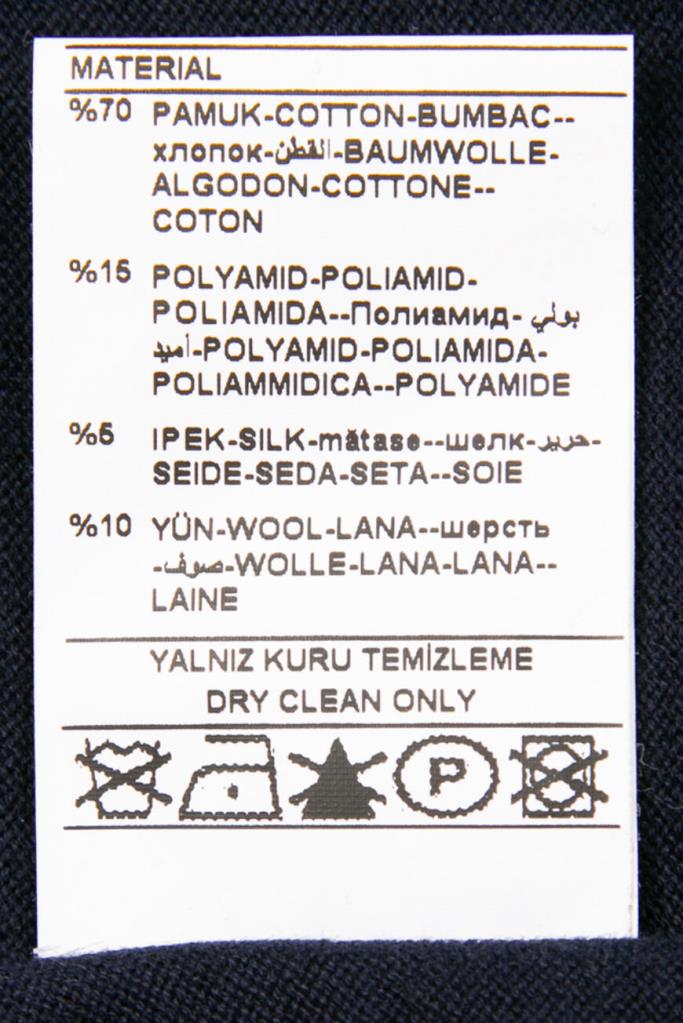 MATERIAL
%70 PAMUK-COTTON-BUMBAC--
хлопок-القطن-BAUMWOLLE-
ALGODON-COTTONE--
COTON
%15 POLYAMID-POLIAMID-
POLIAMIDA--Полиамид- بولي
أميد-POLYAMID-POLIAMIDA-
POLIAMMIDICA--POLYAMIDE
%5 IPEK-SILK-mătase--шелк-حرير-
SEIDE-SEDA-SETA--SOIE
%10 YÜN-WOOL-LANA--шерсть
-صوف-WOLLE-LANA-LANA--
LAINE
YALNIZ KURU TEMİZLEME
DRY CLEAN ONLY
P